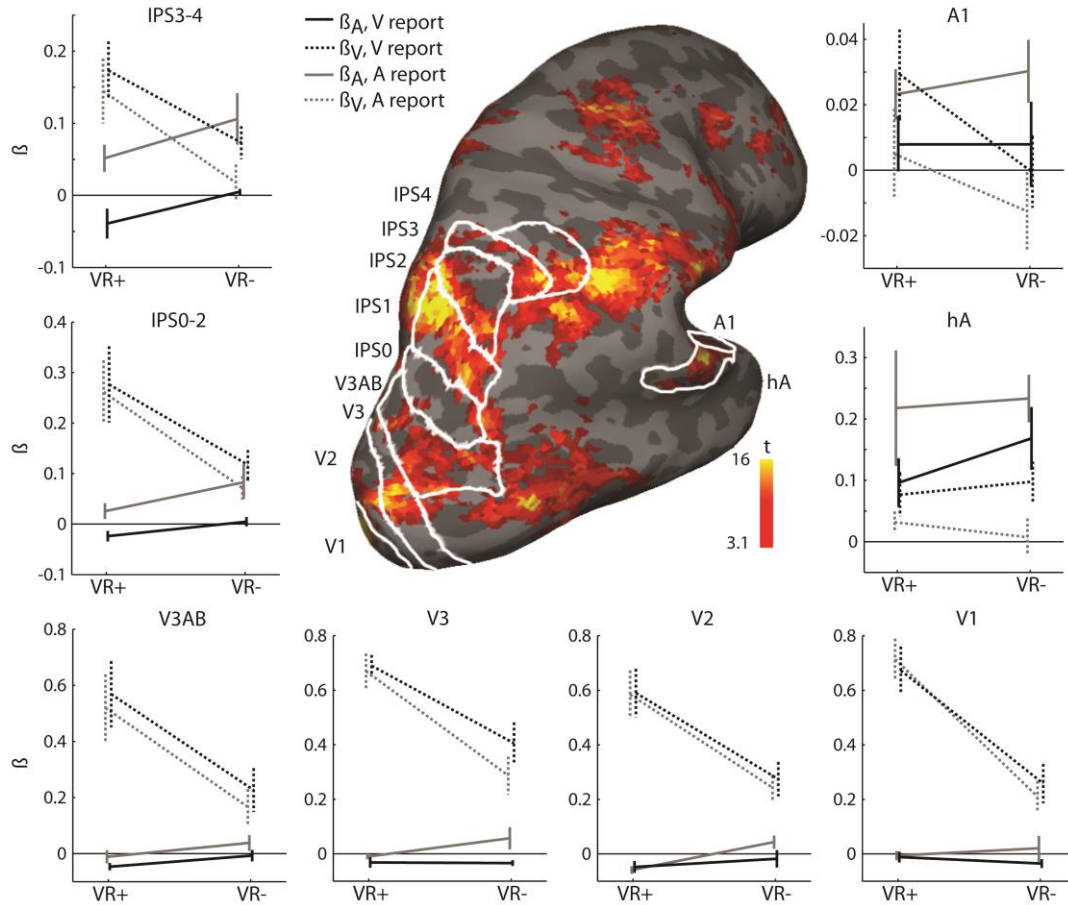 IPS3-4
ß
0.2
0.1
0
-0.1
VR+ VR-
ßA, V report
ßV, V report
ßA, A report
ßV, A report
A1
0.04
0.02
0
-0.02
VR+ VR-
IPS4
IPS3
IPS2
IPS1
IPS0
V3AB
V3
V2
V1
A1
hA
t
16
3.1
IPS0-2
ß
0.4
0.3
0.2
0.1
0
-0.1
VR+ VR-
hA
0.3
0.2
0.1
0
VR+ VR-
V3AB
ß
0.8
0.6
0.4
0.2
0
VR+ VR-
V3
0.8
0.6
0.4
0.2
0
VR+ VR-
V2
0.8
0.6
0.4
0.2
0
VR+ VR-
V1
0.8
0.6
0.4
0.2
0
VR+ VR-